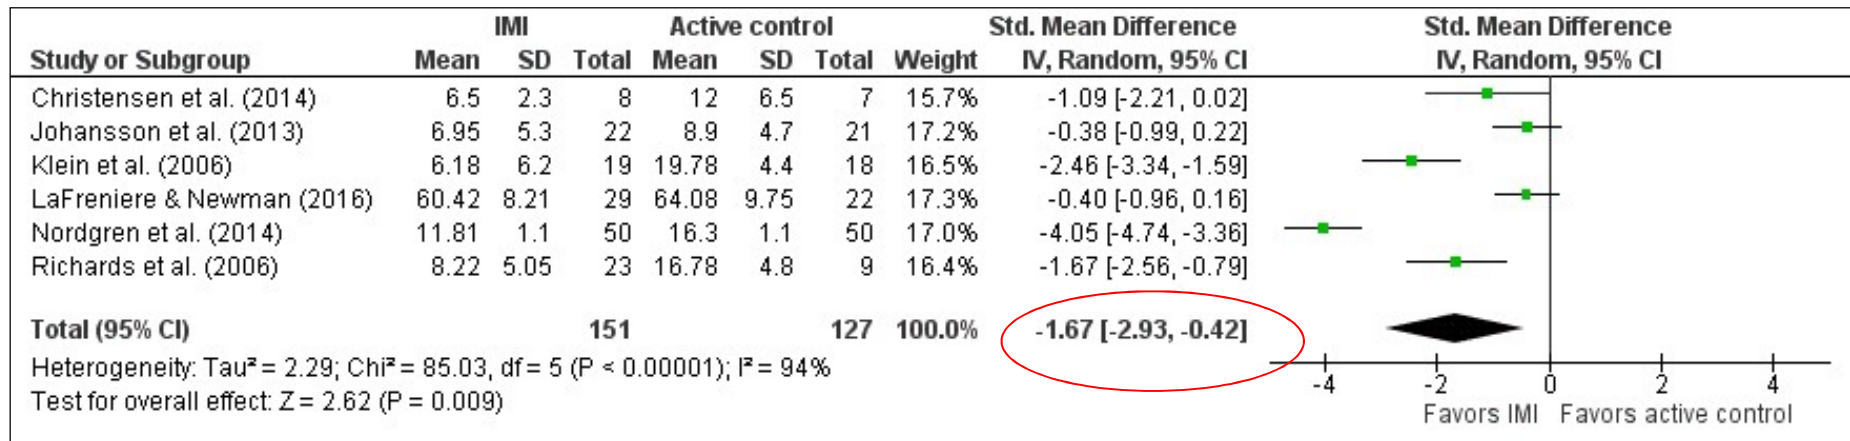 IMI Active control Std. Mean Difference Std. Mean Difference
Study or Subgroup Mean SD Total Mean SD Total Weight IV, Random, 95% CI IV, Random, 95% CI
Christensen et al. (2014) 6.5 2.3 8 12 6.5 7 15.7% -1.09 [-2.21, 0.02]
Johansson et al. (2013) 6.95 5.3 22 8.9 4.7 21 17.2% -0.38 [-0.99, 0.22]
Klein et al. (2006) 6.18 6.2 19 19.78 4.4 18 16.5% -2.46 [-3.34, -1.59]
LaFreniere & Newman (2016) 60.42 8.21 29 64.08 9.75 22 17.3% -0.40 [-0.96, 0.16]
Nordgren et al. (2014) 11.81 1.1 50 16.3 1.1 50 17.0% -4.05 [-4.74, -3.36]
Richards et al. (2006) 8.22 5.05 23 16.78 4.8 9 16.4% -1.67 [-2.56, -0.79]
Total (95% CI) 151 127 100.0% -1.67 [-2.93, -0.42]
Heterogeneity: Tau² = 2.29; Chi² = 85.03, df = 5 (P < 0.00001); I² = 94%
Test for overall effect: Z = 2.62 (P = 0.009)
-4 -2 0 2 4
Favors IMI Favors active control